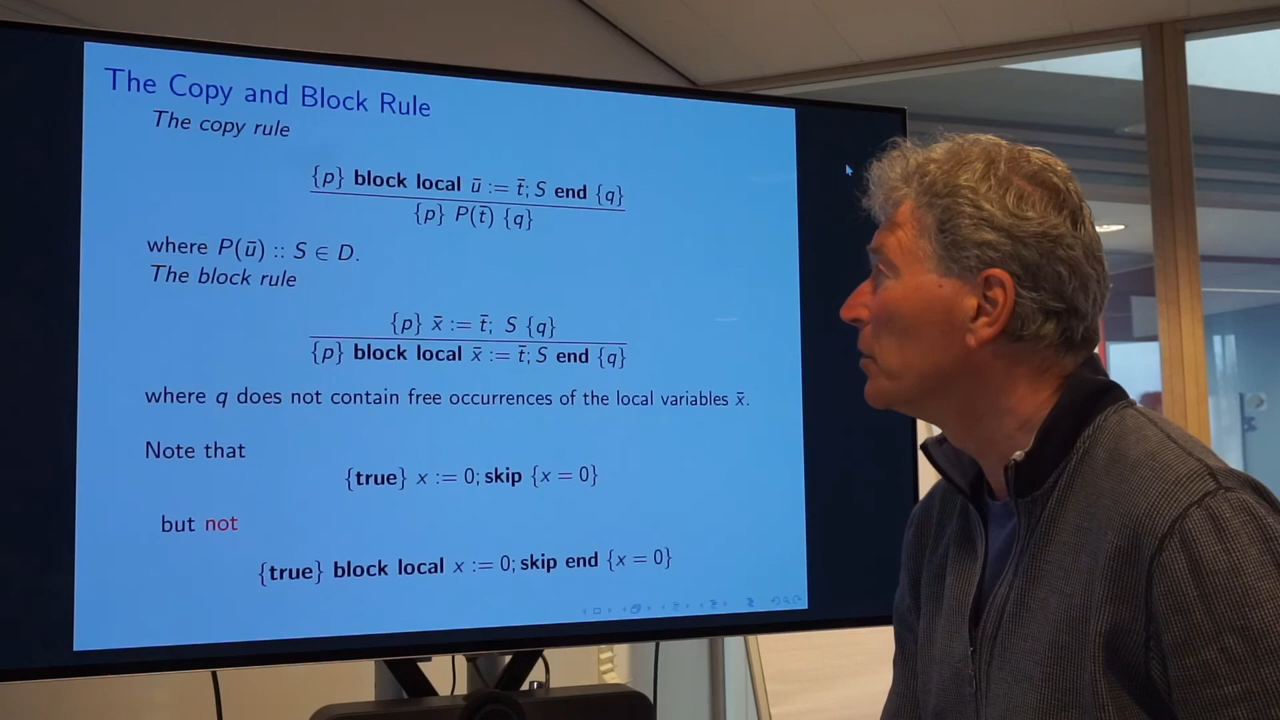 The Copy and Block Rule
The copy rule
{p} block local ū := t̄; S end {q}
{p} P(t̄) {q}
where P(ū) :: S ∈ D.
The block rule
{p} x̄ := t̄; S {q}
{p} block local x̄ := t̄; S end {q}
where q does not contain free occurrences of the local variables x̄.
Note that
{true} x := 0; skip {x = 0}
but not
{true} block local x := 0; skip end {x = 0}